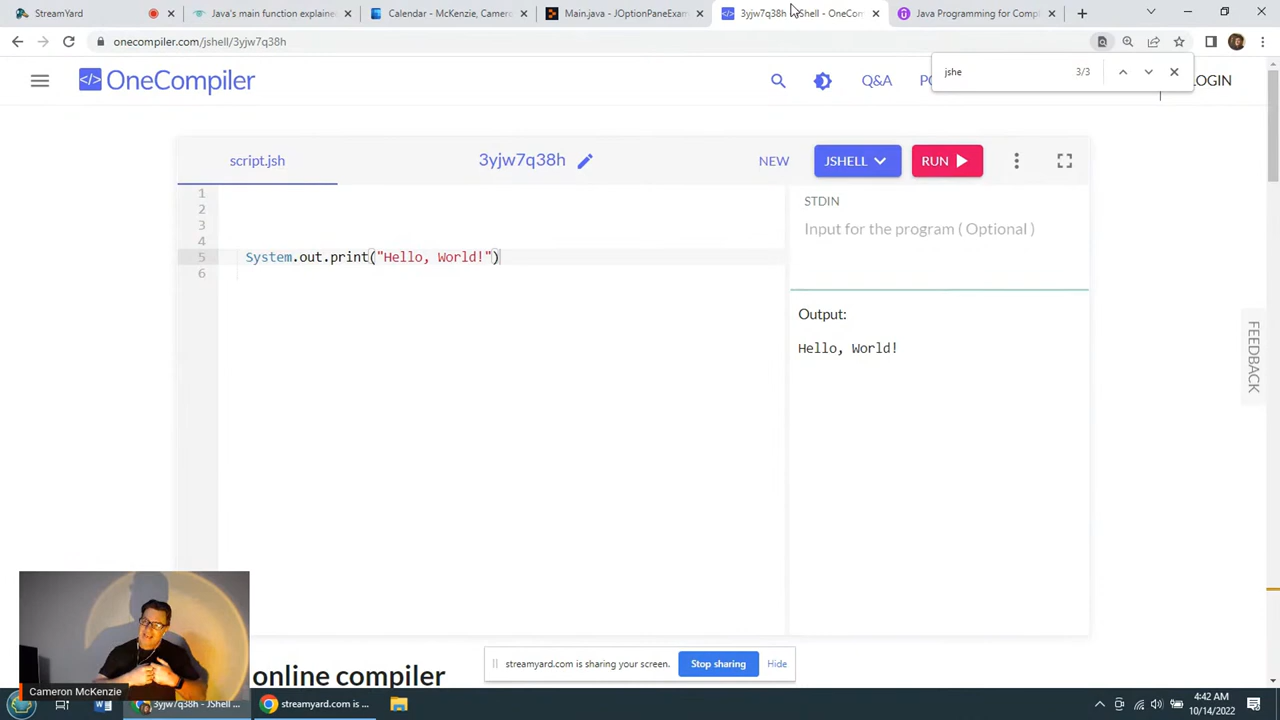 StreamYard
Java's main function explaine
Calendar - McKenzie, Camero
Main.java - JOptionPaneExam
3yjw7q38h - JShell - OneCom
Java Programming for Compl
onecompiler.com/jshell/3yjw7q38h
jshe 3/3
OneCompiler
Q&A
LOGIN
script.jsh
3yjw7q38h
NEW
JSHELL
RUN
1
2
3
4
5 System.out.print("Hello, World!")
6
STDIN
Input for the program ( Optional )
Output:
Hello, World!
FEEDBACK
online compiler
streamyard.com is sharing your screen.
Stop sharing
Hide
Cameron McKenzie
3yjw7q38h - JShell ...
streamyard.com is ...
4:42 AM
10/14/2022